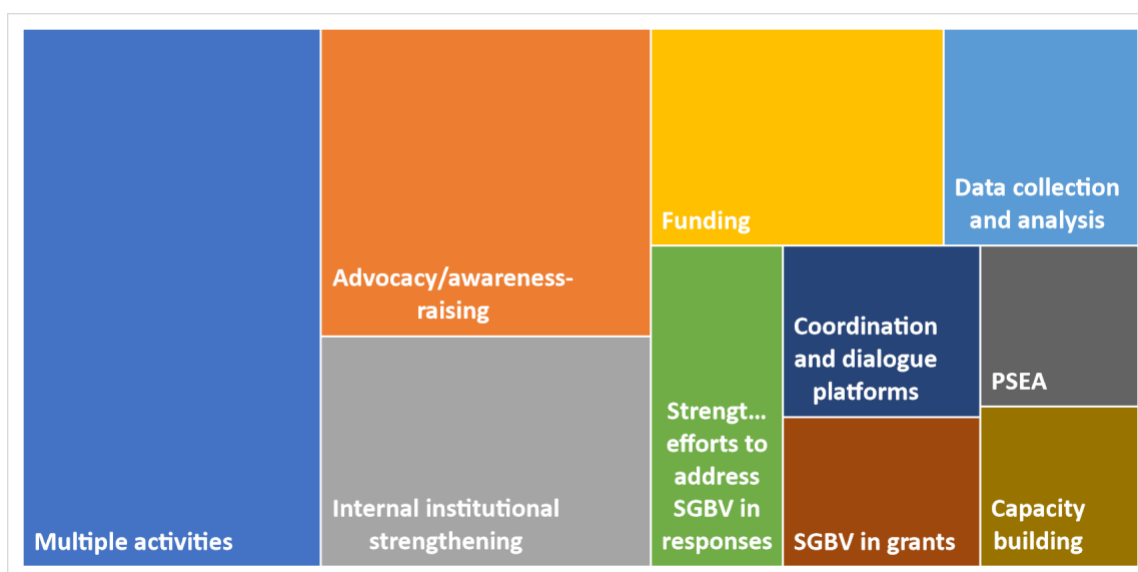 Multiple activities
Advocacy/awareness-
raising
Internal institutional
strengthening
Funding
Data collection
and analysis
Strengt...
efforts to
address
SGBV in
responses
Coordination
and dialogue
platforms
SGBV in grants
PSEA
Capacity
building